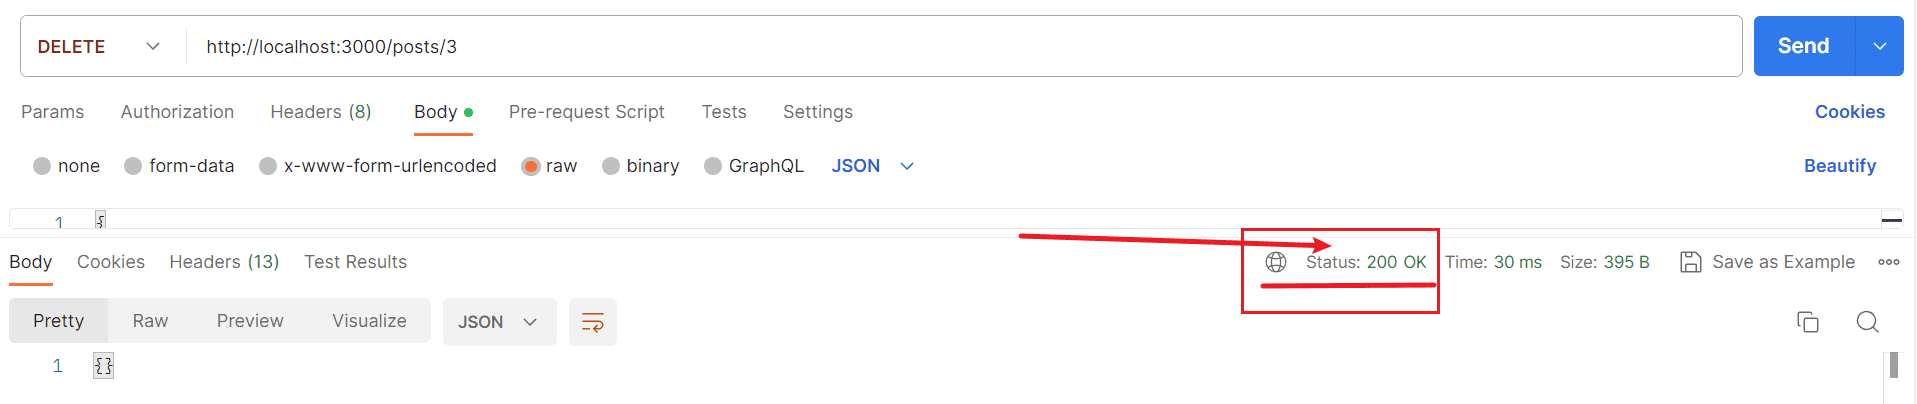 DELETE http://localhost:3000/posts/3 Send
Params Authorization Headers (8) Body Pre-request Script Tests Settings Cookies
none form-data x-www-form-urlencoded raw binary GraphQL JSON Beautify
1 {
Body Cookies Headers (13) Test Results Status: 200 OK Time: 30 ms Size: 395 B Save as Example
Pretty Raw Preview Visualize JSON
1 {}